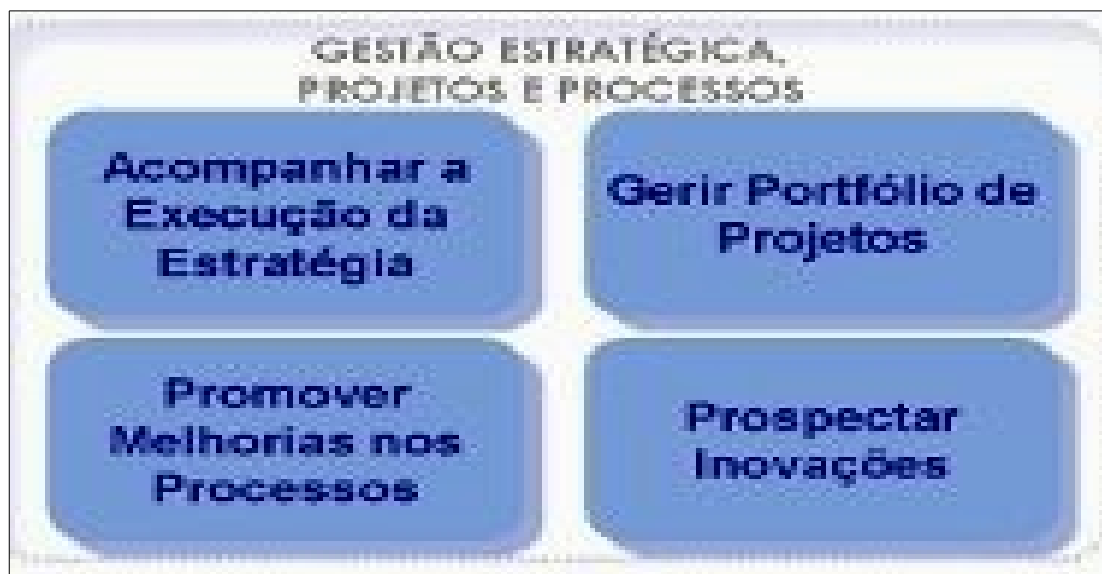 GESTÃO ESTRATÉGICA,
PROJETOS E PROCESSOS
Acompanhar a
Execução da
Estratégia
Gerir Portfólio de
Projetos
Promover
Melhorias nos
Processos
Prospectar
Inovações